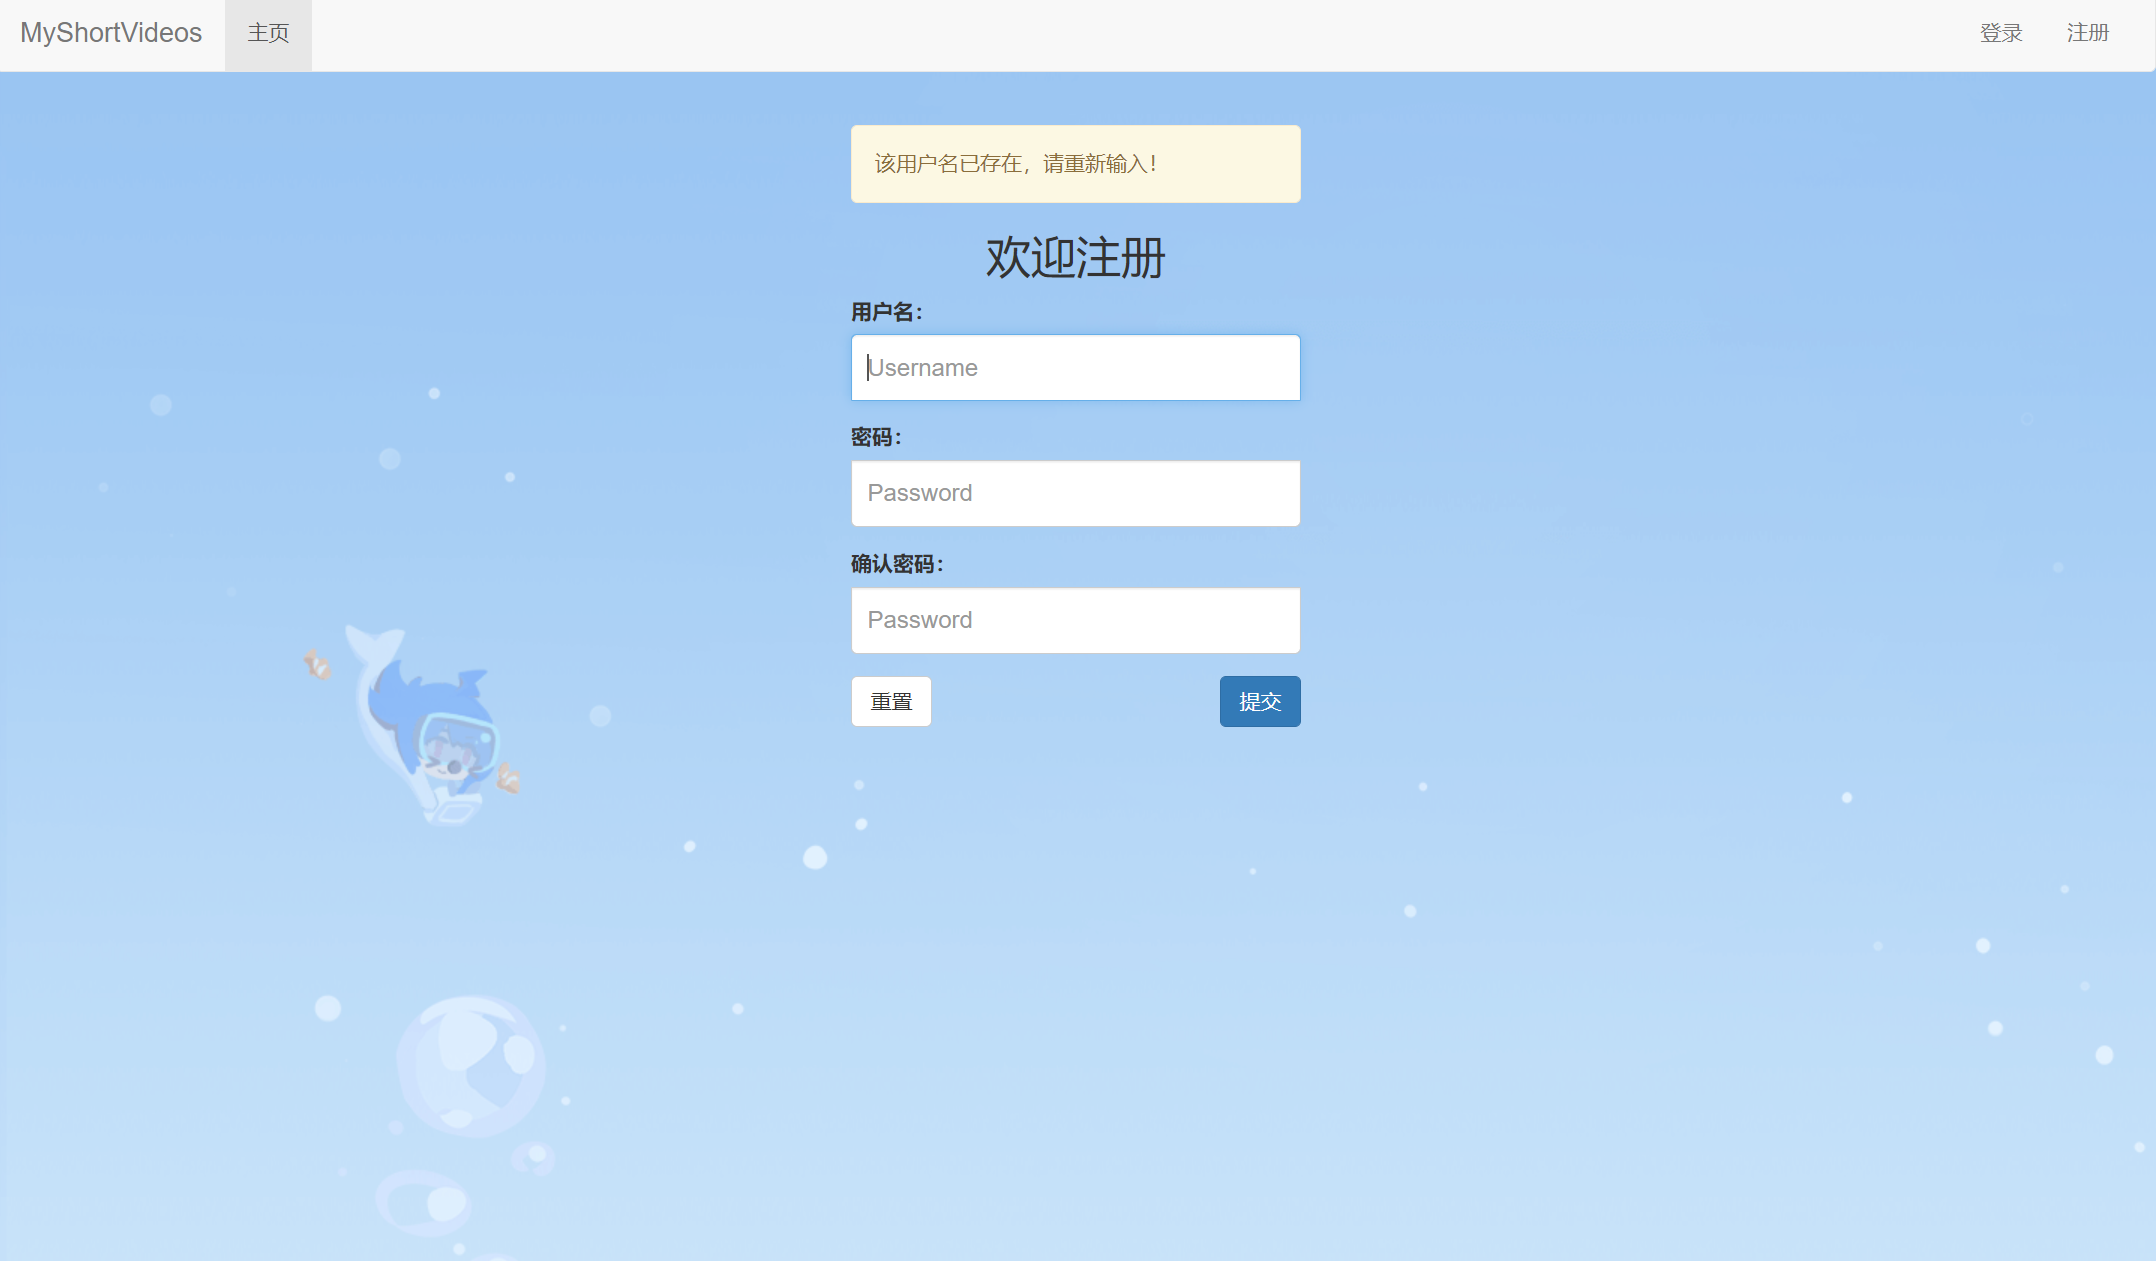 MyShortVideos 主页 登录 注册
该用户名已存在，请重新输入！
欢迎注册
用户名：
Username
密码：
Password
确认密码：
Password
重置 提交